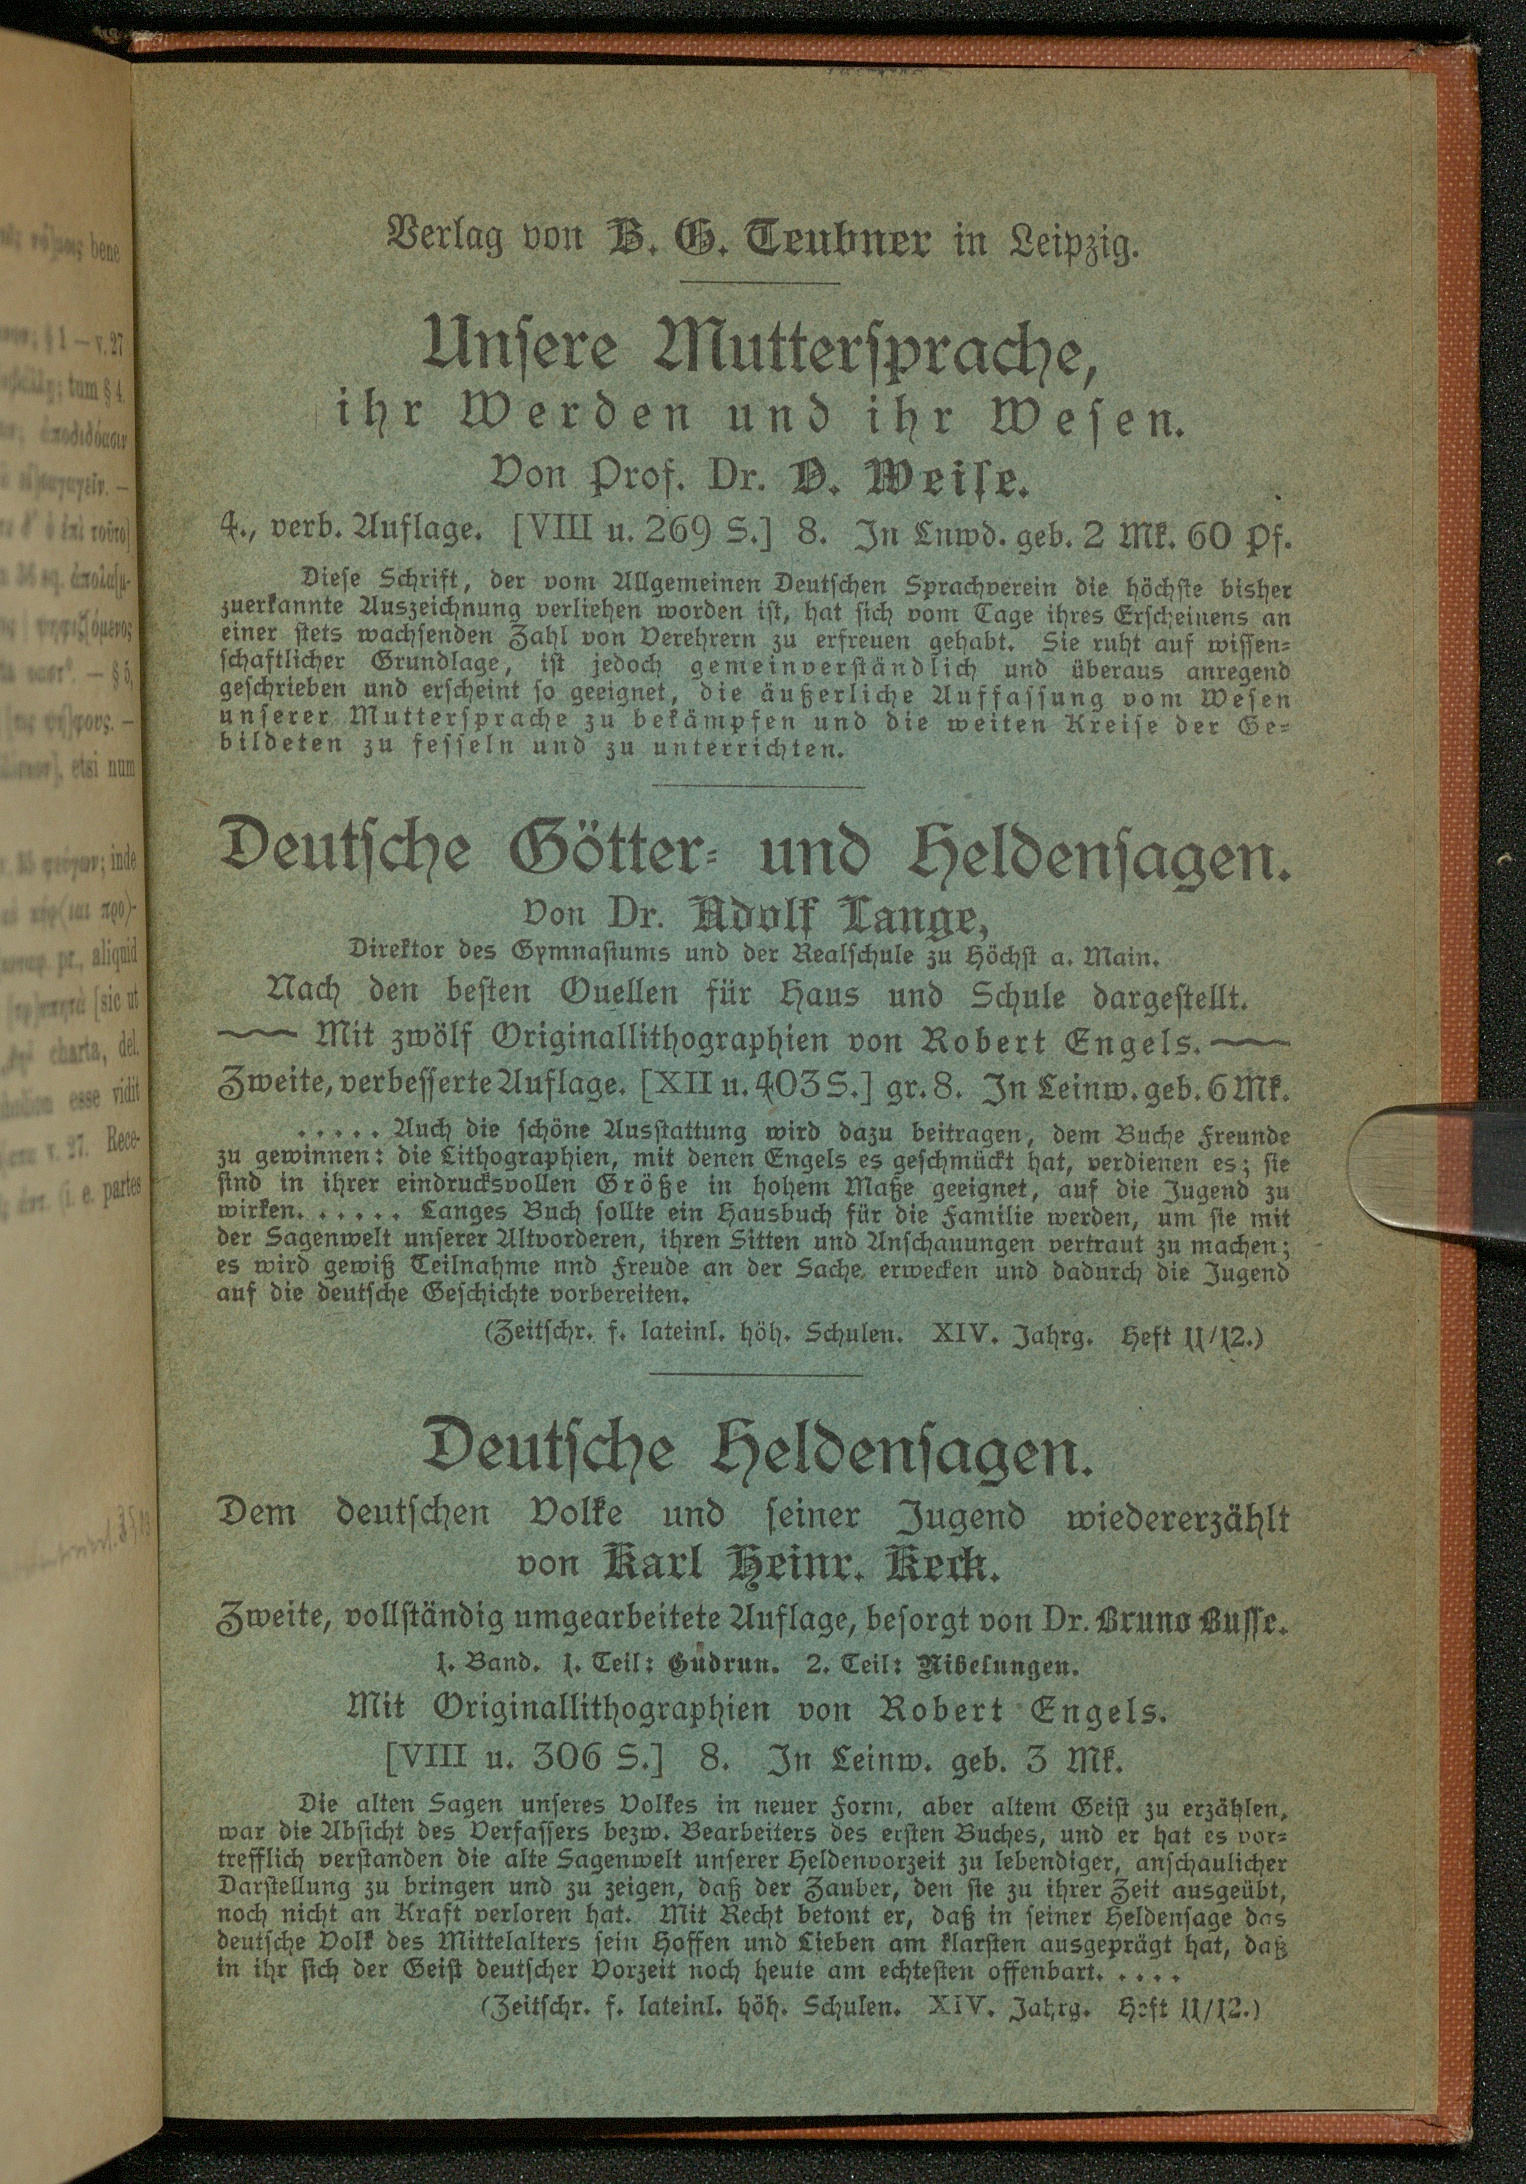 Verlag von B. G. Teubner in Leipzig.
Unsere Muttersprache,
ihr Werden und ihr Wesen.
Von Prof. Dr. O. Weise.
4., verb. Auflage. [VIII u. 269 S.] 8. In Lnwd. geb. 2 Mk. 60 Pf.
Diese Schrift, der vom Allgemeinen Deutschen Sprachverein die höchste bisher
zuerkannte Auszeichnung verliehen worden ist, hat sich vom Tage ihres Erscheinens an
einer stets wachsenden Zahl von Verehrern zu erfreuen gehabt. Sie ruht auf wissen-
schaftlicher Grundlage, ist jedoch gemeinverständlich und überaus anregend
geschrieben und erscheint so geeignet, die äußerliche Auffassung vom Wesen
unserer Muttersprache zu bekämpfen und die weiten Kreise der Ge-
bildeten zu fesseln und zu unterrichten.
Deutsche Götter- und Heldensagen.
Von Dr. Adolf Lange,
Direktor des Gymnasiums und der Realschule zu Höchst a. Main.
Nach den besten Quellen für Haus und Schule dargestellt.
Mit zwölf Originallithographien von Robert Engels.
Zweite, verbesserte Auflage. [XII u. 403 S.] gr. 8. In Leinw. geb. 6 Mk.
..... Auch die schöne Ausstattung wird dazu beitragen, dem Buche Freunde
zu gewinnen: die Lithographien, mit denen Engels es geschmückt hat, verdienen es; sie
sind in ihrer eindrucksvollen Größe in hohem Maße geeignet, auf die Jugend zu
wirken...... Langes Buch sollte ein Hausbuch für die Familie werden, um sie mit
der Sagenwelt unserer Altvorderen, ihren Sitten und Anschauungen vertraut zu machen;
es wird gewiß Teilnahme und Freude an der Sache erwecken und dadurch die Jugend
auf die deutsche Geschichte vorbereiten.
(Zeitschr. f. lateinl. höh. Schulen. XIV. Jahrg. Heft 11/12.)
Deutsche Heldensagen.
Dem deutschen Volke und seiner Jugend wiedererzählt
von Karl Heinr. Keck.
Zweite, vollständig umgearbeitete Auflage, besorgt von Dr. Bruno Busse.
1. Band. 1. Teil: Gudrun. 2. Teil: Nibelungen.
Mit Originallithographien von Robert Engels.
[VIII u. 306 S.] 8. In Leinw. geb. 3 Mk.
Die alten Sagen unseres Volkes in neuer Form, aber altem Geist zu erzählen,
war die Absicht des Verfassers bezw. Bearbeiters des ersten Buches, und er hat es vor-
trefflich verstanden die alte Sagenwelt unserer Heldenvorzeit zu lebendiger, anschaulicher
Darstellung zu bringen und zu zeigen, daß der Zauber, den sie zu ihrer Zeit ausgeübt,
noch nicht an Kraft verloren hat. Mit Recht betont er, daß in seiner Heldensage das
deutsche Volk des Mittelalters sein Hoffen und Lieben am klarsten ausgeprägt hat, daß
in ihr sich der Geist deutscher Vorzeit noch heute am echtesten offenbart.....
(Zeitschr. f. lateinl. höh. Schulen. XIV. Jahrg. Heft 11/12.)